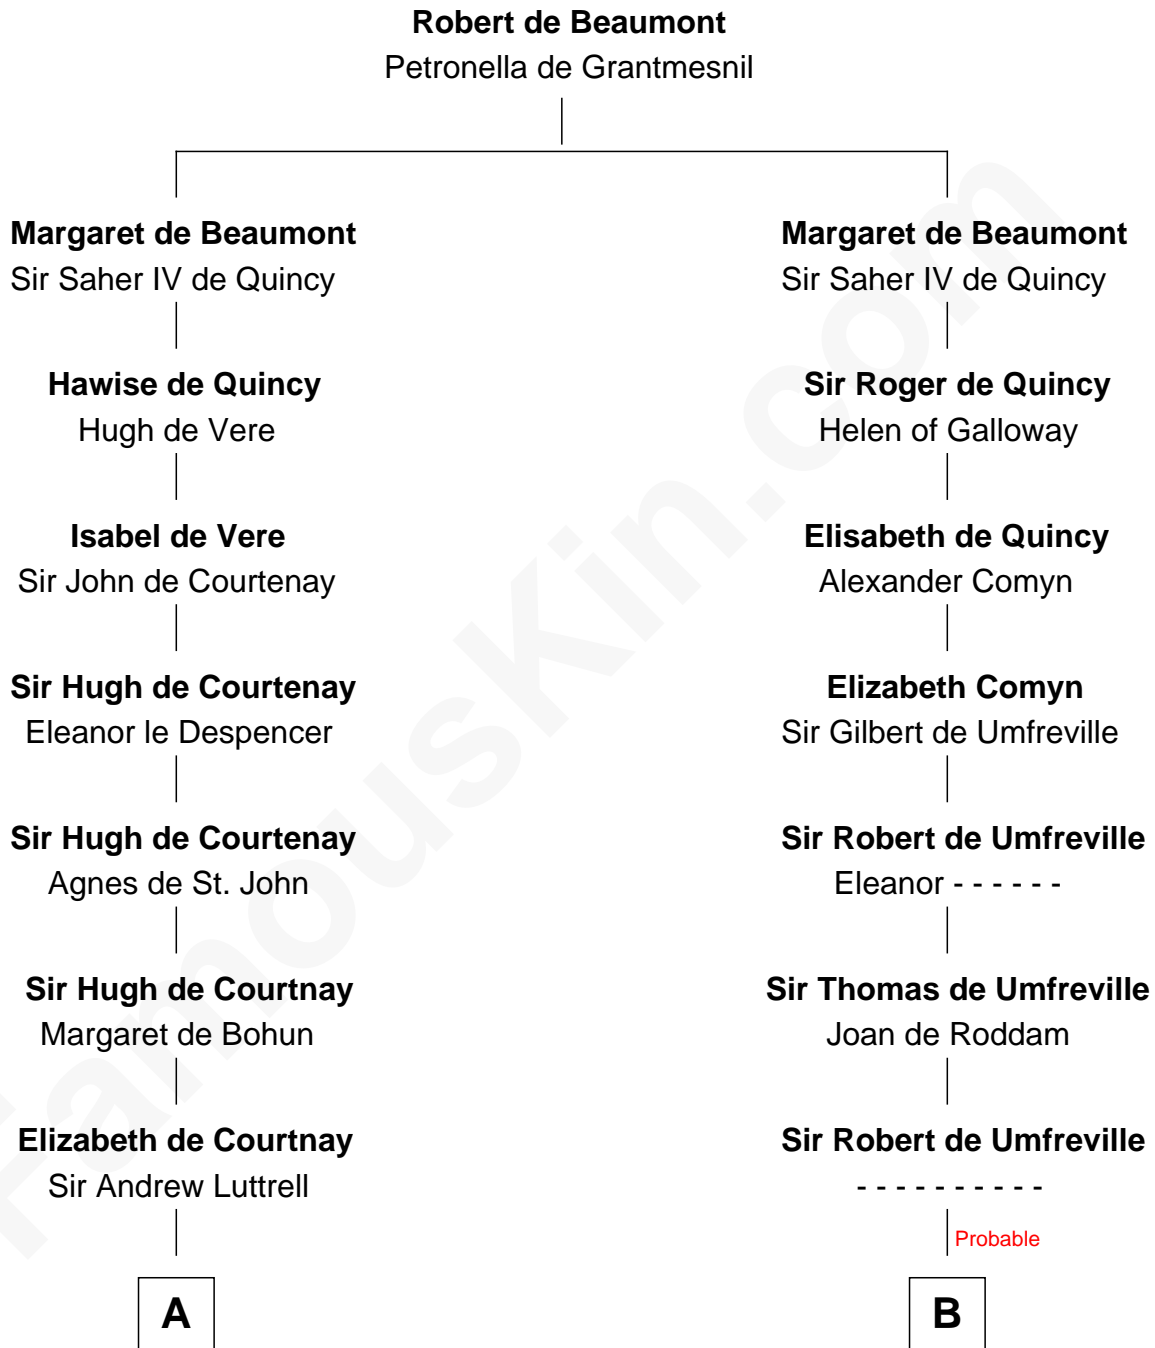 Robert de Beaumont
Petronella de Grantmesnil
Margaret de Beaumont
Sir Saher IV de Quincy
Hawise de Quincy
Hugh de Vere
Isabel de Vere
Sir John de Courtenay
Sir Hugh de Courtenay
Eleanor le Despencer
Sir Hugh de Courtenay
Agnes de St. John
Sir Hugh de Courtnay
Margaret de Bohun
Elizabeth de Courtnay
Sir Andrew Luttrell
A
Margaret de Beaumont
Sir Saher IV de Quincy
Sir Roger de Quincy
Helen of Galloway
Elisabeth de Quincy
Alexander Comyn
Elizabeth Comyn
Sir Gilbert de Umfreville
Sir Robert de Umfreville
Eleanor - - - - - -
Sir Thomas de Umfreville
Joan de Roddam
Sir Robert de Umfreville
- - - - - - - - - -
Probable
B
FamousKin.com